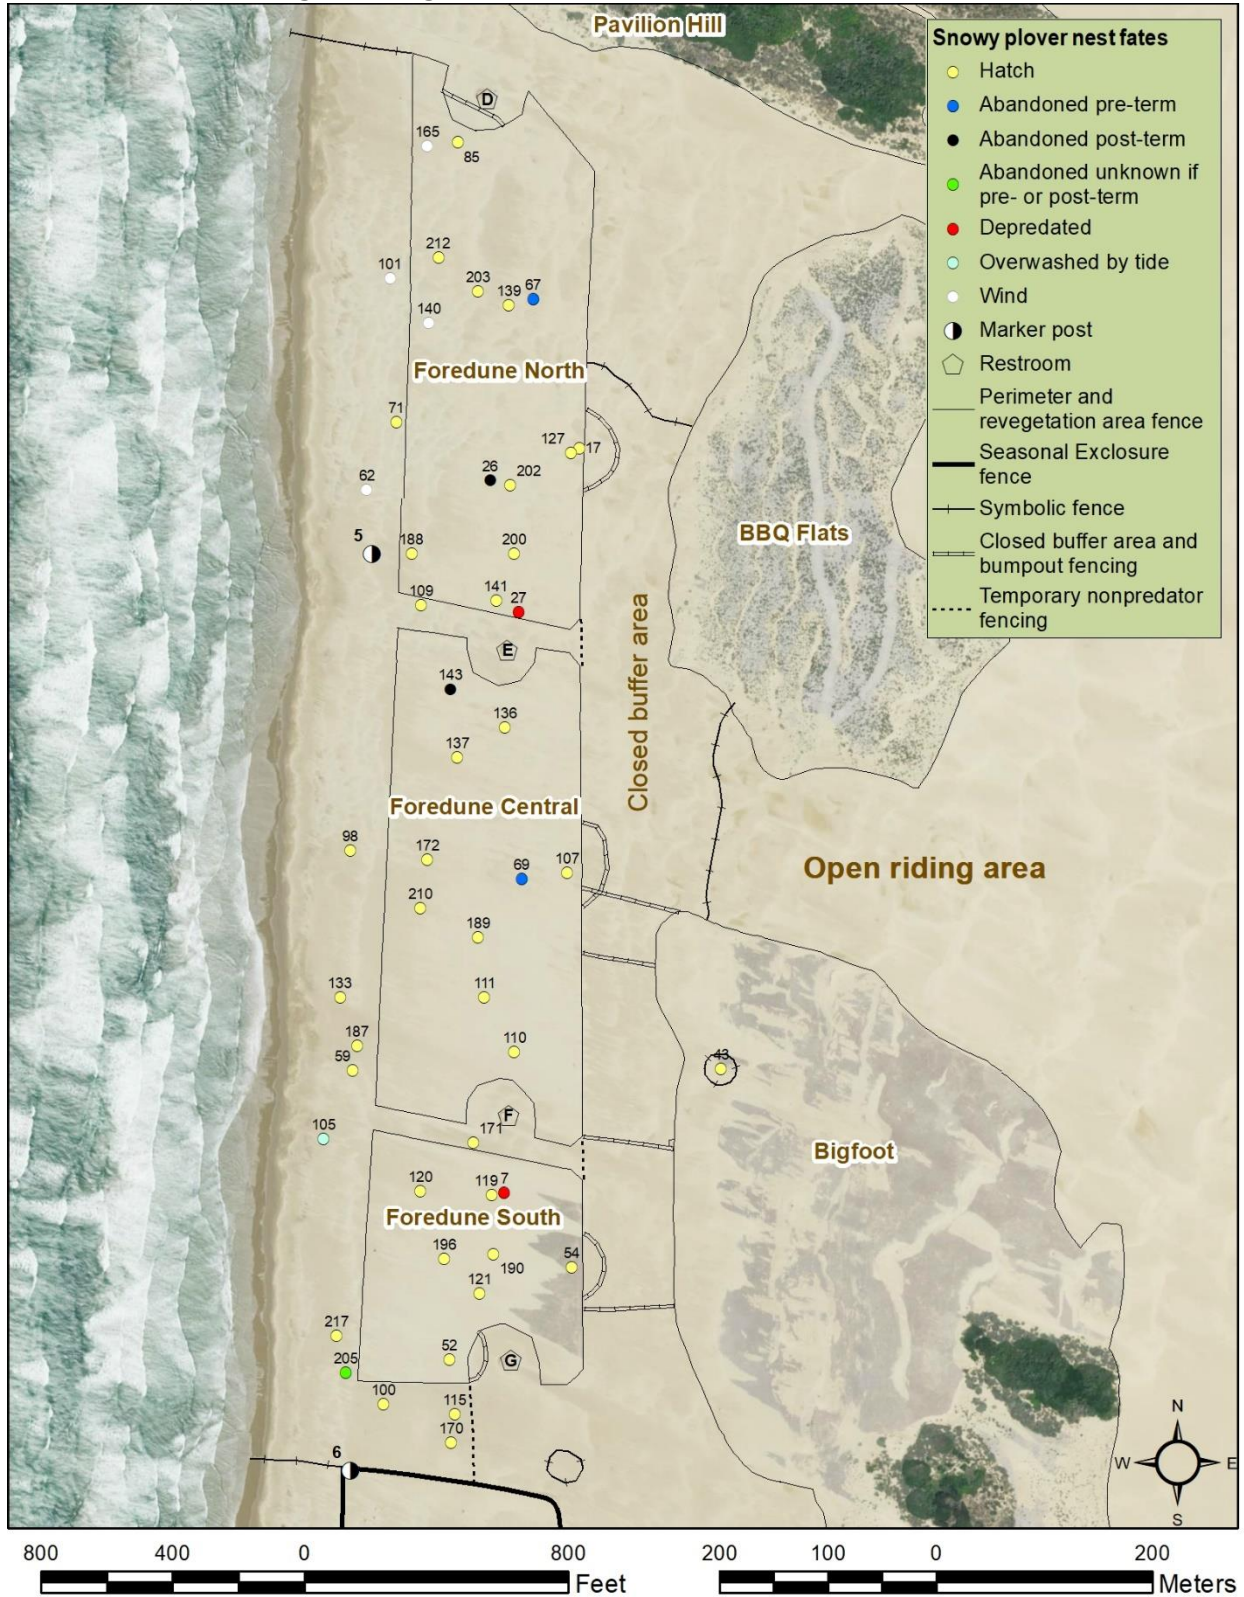 Pavilion Hill
Snowy plover nest fates
Hatch
Abandoned pre-term
Abandoned post-term
Abandoned unknown if
pre- or post-term
Depredated
Overwashed by tide
Wind
Marker post
Restroom
Perimeter and
revegetation area fence
Seasonal Exclosure
fence
Symbolic fence
Closed buffer area and
bumpout fencing
Temporary nonpredator
fencing
D
165
85
212
101
203
139
67
140
Foredune North
71
127
17
26
202
62
BBQ Flats
5
188
200
109
141
27
Closed buffer area
E
143
136
137
Foredune Central
98
172
69
107
Open riding area
210
189
133
111
187
110
59
43
F
105
171
Bigfoot
120
119
7
Foredune South
196
190
54
121
217
52
205
G
100
115
170
6
N
W
E
S
800
400
0
800
Feet
200
100
0
200
Meters